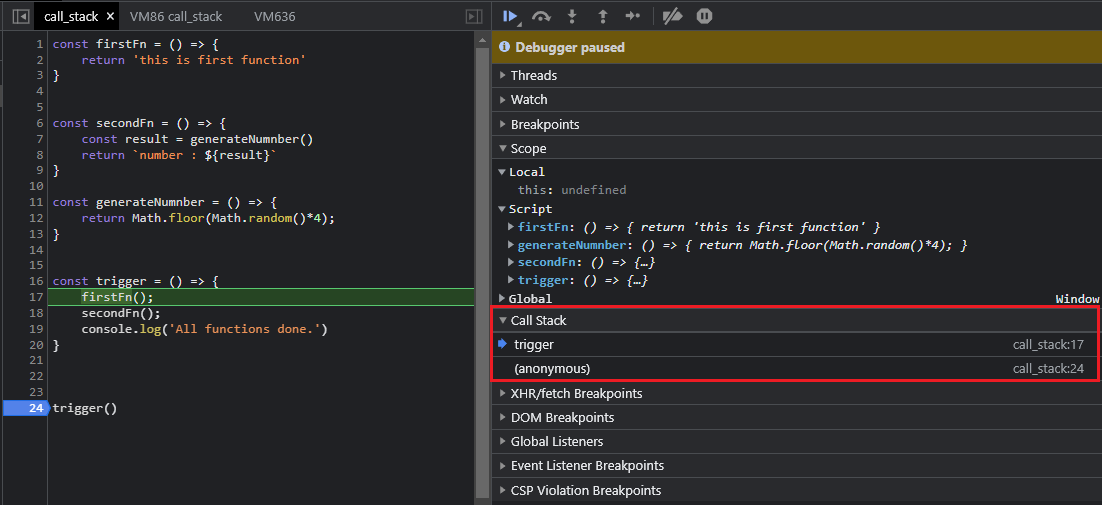 call_stack × VM86 call_stack VM636
1 const firstFn = () => {
2 return 'this is first function'
3 }
4
5
6 const secondFn = () => {
7 const result = generateNumnber()
8 return `number : ${result}`
9 }
10
11 const generateNumnber = () => {
12 return Math.floor(Math.random()*4);
13 }
14
15
16 const trigger = () => {
17 firstFn();
18 secondFn();
19 console.log('All functions done.')
20 }
21
22
23
24 trigger()
Debugger paused
Threads
Watch
Breakpoints
Scope
Local
this: undefined
Script
firstFn: () => { return 'this is first function' }
generateNumnber: () => { return Math.floor(Math.random()*4); }
secondFn: () => {…}
trigger: () => {…}
Global Window
Call Stack
trigger call_stack:17
(anonymous) call_stack:24
XHR/fetch Breakpoints
DOM Breakpoints
Global Listeners
Event Listener Breakpoints
CSP Violation Breakpoints